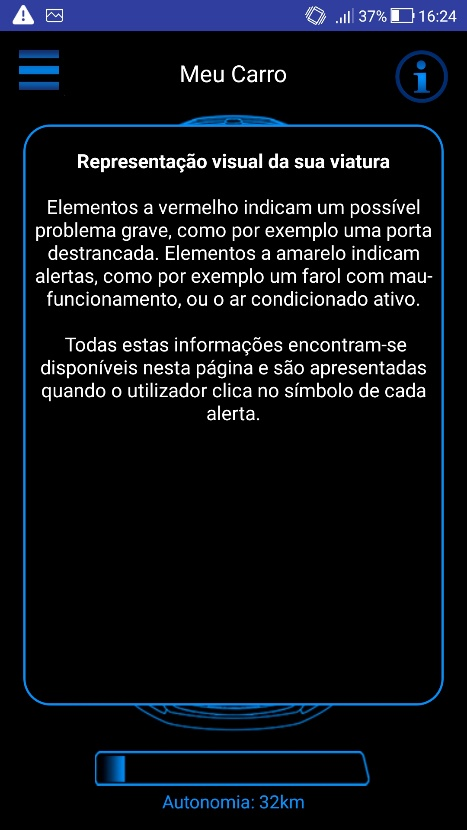 37% 16:24
Meu Carro
Representação visual da sua viatura
Elementos a vermelho indicam um possível
problema grave, como por exemplo uma porta
destrancada. Elementos a amarelo indicam
alertas, como por exemplo um farol com mau-
funcionamento, ou o ar condicionado ativo.
Todas estas informações encontram-se
disponíveis nesta página e são apresentadas
quando o utilizador clica no símbolo de cada
alerta.
Autonomia: 32km